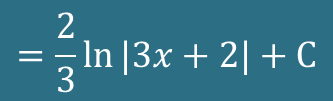 = 2/3 ln |3x + 2| + C